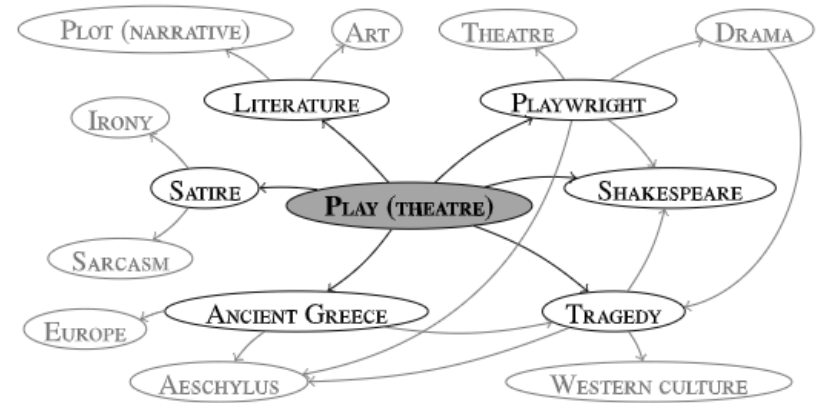 Plot (narrative)
Art
Theatre
Drama
Literature
Playwright
Irony
Satire
Play (theatre)
Shakespeare
Sarcasm
Ancient Greece
Tragedy
Europe
Aeschylus
Western culture